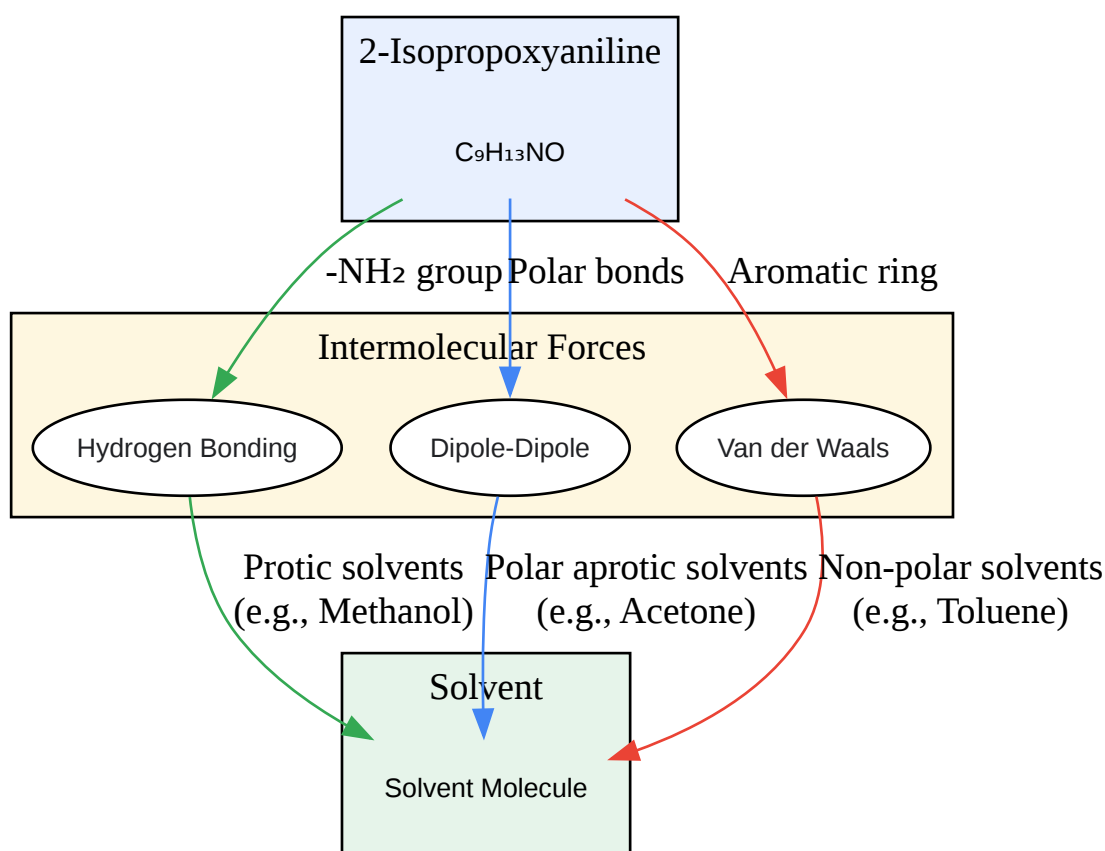 2-Isopropoxyaniline
C₉H₁₃NO
-NH₂ group
Polar bonds
Aromatic ring
Intermolecular Forces
Hydrogen Bonding
Dipole-Dipole
Van der Waals
Protic solvents
(e.g., Methanol)
Polar aprotic solvents
(e.g., Acetone)
Non-polar solvents
(e.g., Toluene)
Solvent
Solvent Molecule